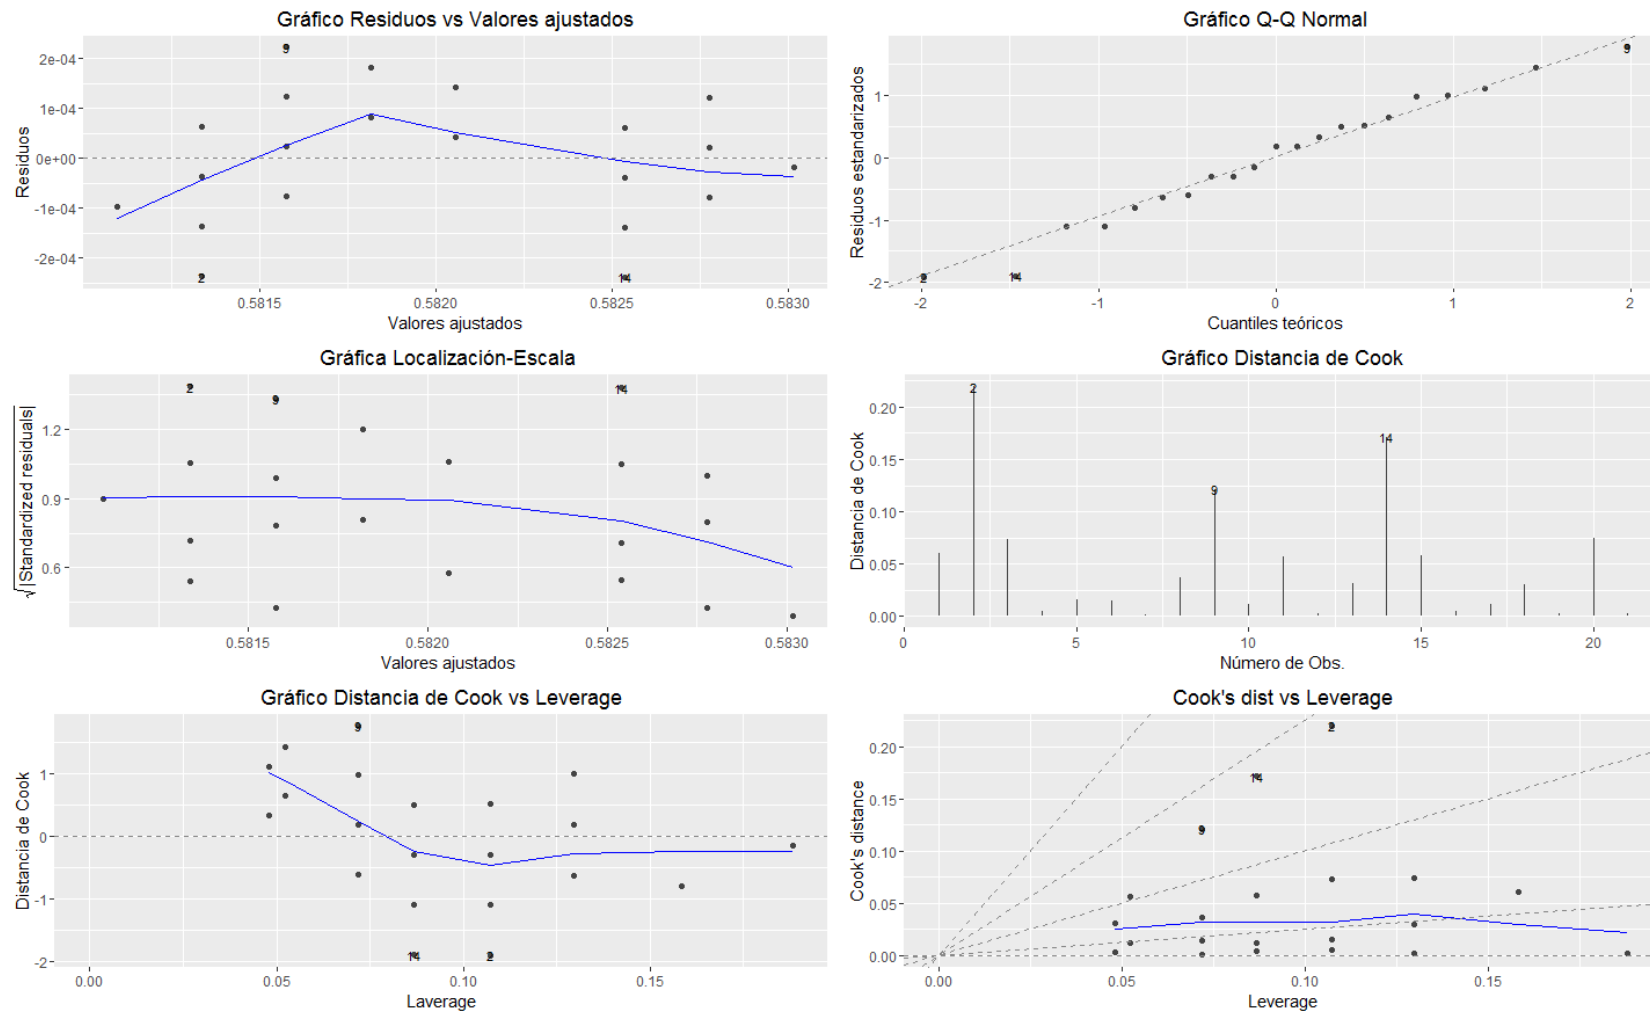 Gráfico Residuos vs Valores ajustados
2e-04
1e-04
0e+00
-1e-04
-2e-04
Residuos
9
2
14
0.5815
0.5820
0.5825
0.5830
Valores ajustados
Gráfico Q-Q Normal
1
0
-1
-2
Residuos estandarizados
9
2
14
-2
-1
0
1
2
Cuantiles teóricos
Gráfica Localización-Escala
1.2
0.9
0.6
√|Standardized residuals|
2
9
14
0.5815
0.5820
0.5825
0.5830
Valores ajustados
Gráfico Distancia de Cook
0.20
0.15
0.10
0.05
0.00
Distancia de Cook
2
9
14
0
5
10
15
20
Número de Obs.
Gráfico Distancia de Cook vs Leverage
1
0
-1
-2
Distancia de Cook
9
14
2
0.00
0.05
0.10
0.15
Laverage
Cook's dist vs Leverage
0.20
0.15
0.10
0.05
0.00
Cook's distance
2
14
9
0.00
0.05
0.10
0.15
Leverage